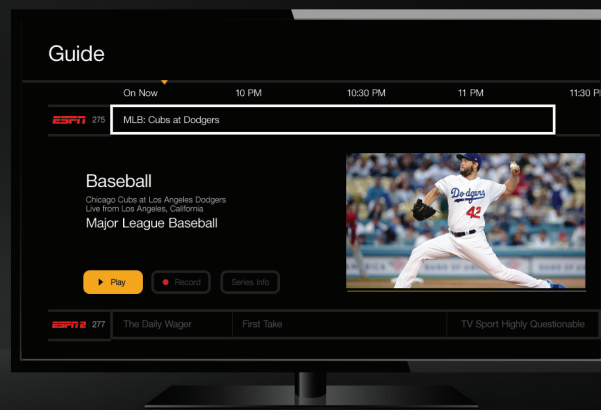 Guide
On Now 10 PM 10:30 PM 11 PM 11:30
ESPN 275 MLB: Cubs at Dodgers
Baseball
Chicago Cubs at Los Angeles Dodgers
Live from Los Angeles, California
Major League Baseball
Dodgers
42
Play Record Series Info
ESPN 2 277 The Daily Wager First Take TV Sport Highly Questionable